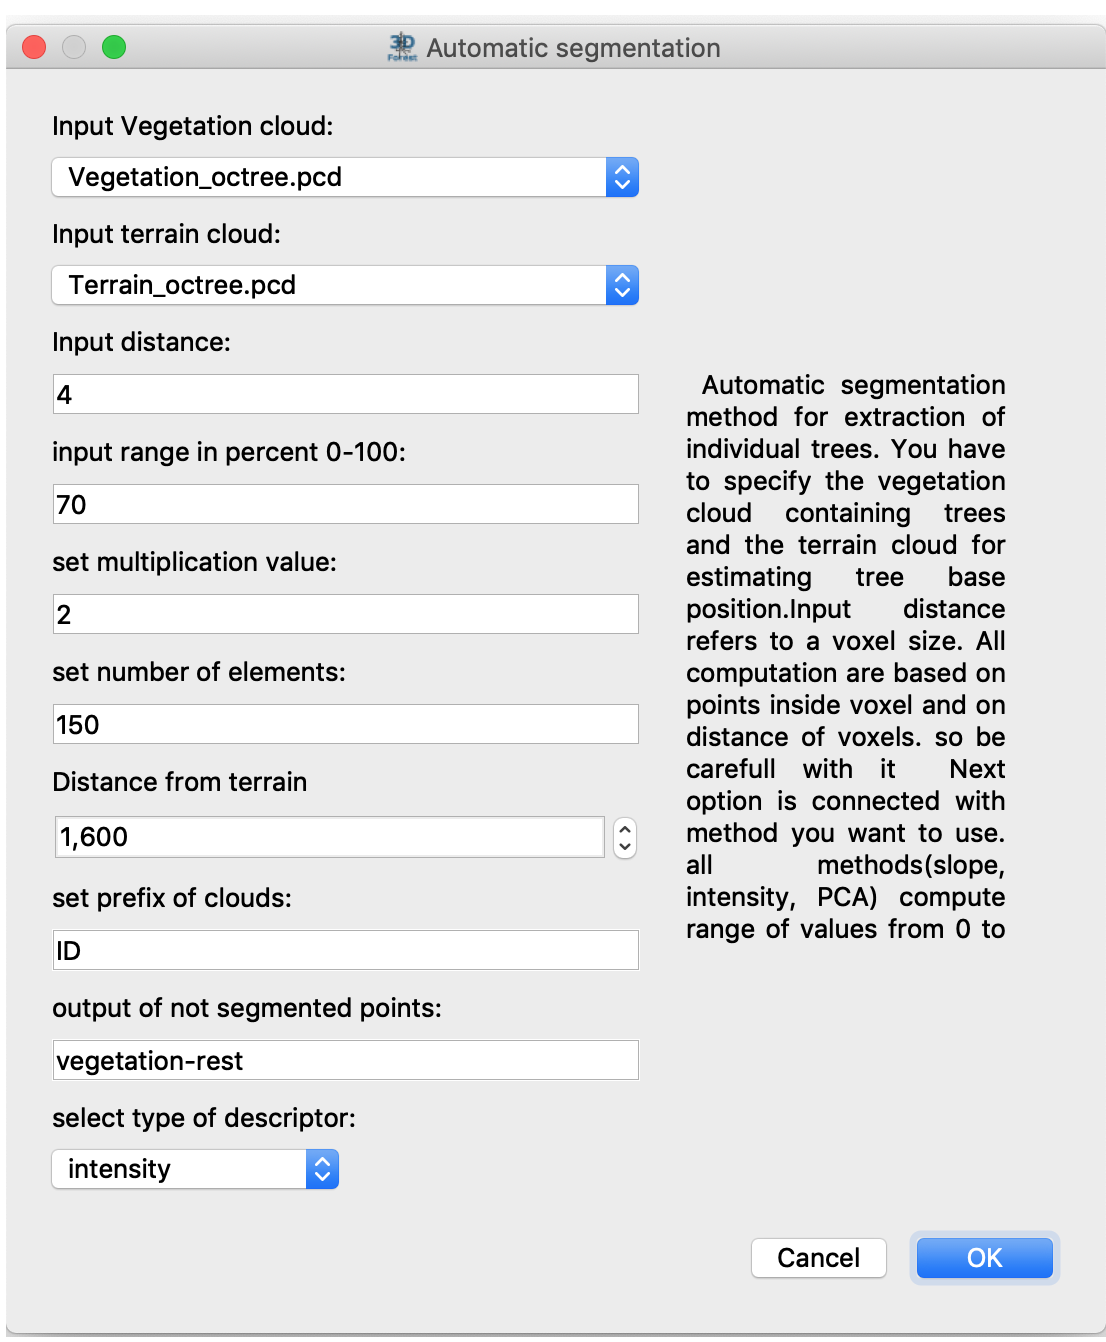 3D
Forest
Automatic segmentation
Input Vegetation cloud:
Vegetation_octree.pcd
Input terrain cloud:
Terrain_octree.pcd
Input distance:
4
input range in percent 0-100:
70
set multiplication value:
2
set number of elements:
150
Distance from terrain
1,600
set prefix of clouds:
ID
output of not segmented points:
vegetation-rest
select type of descriptor:
intensity
Automatic segmentation
method for extraction of
individual trees. You have
to specify the vegetation
cloud containing trees
and the terrain cloud for
estimating tree base
position.Input distance
refers to a voxel size. All
computation are based on
points inside voxel and on
distance of voxels. so be
carefull with it Next
option is connected with
method you want to use.
all methods(slope,
intensity, PCA) compute
range of values from 0 to
Cancel
OK